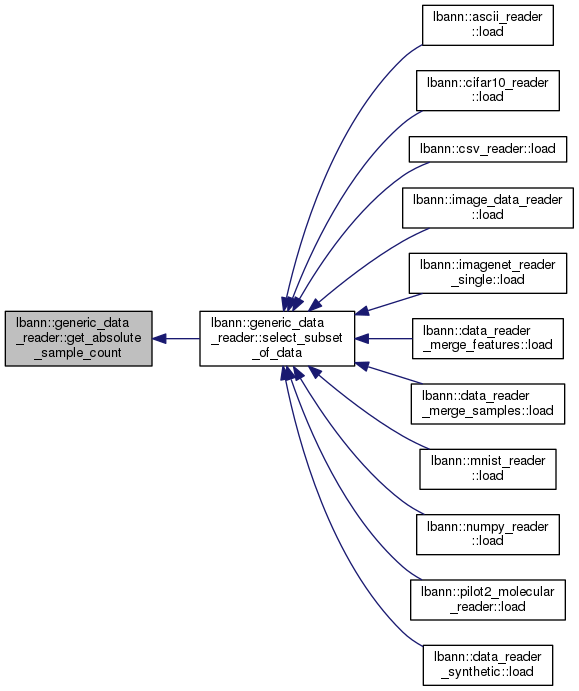 lbann::generic_data
_reader::get_absolute
_sample_count
lbann::generic_data
_reader::select_subset
_of_data
lbann::ascii_reader
::load
lbann::cifar10_reader
::load
lbann::csv_reader::load
lbann::image_data_reader
::load
lbann::imagenet_reader
_single::load
lbann::data_reader
_merge_features::load
lbann::data_reader
_merge_samples::load
lbann::mnist_reader
::load
lbann::numpy_reader
::load
lbann::pilot2_molecular
_reader::load
lbann::data_reader
_synthetic::load